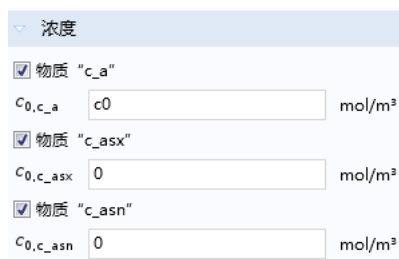 浓度
物质 "c_a"
c0,c_a c0 mol/m³
物质 "c_asx"
c0,c_asx 0 mol/m³
物质 "c_asn"
c0,c_asn 0 mol/m³